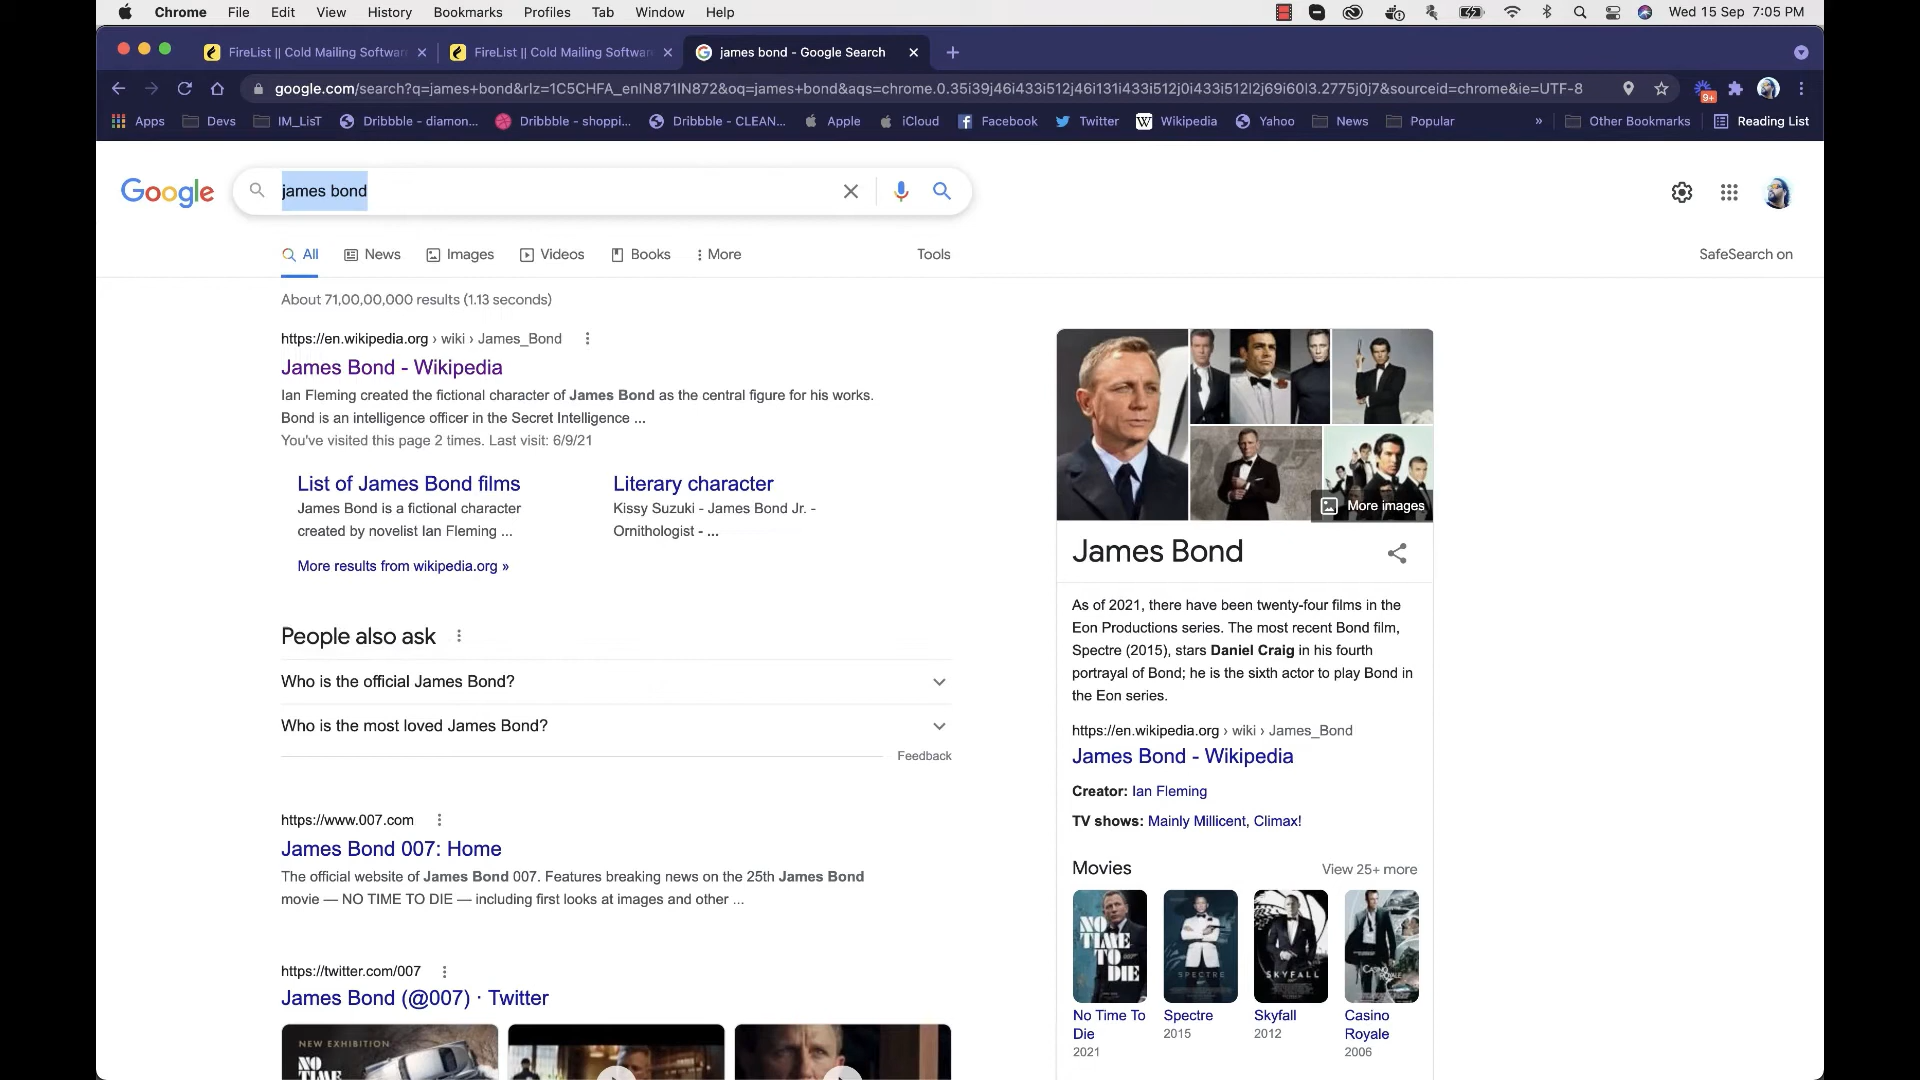 Chrome File Edit View History Bookmarks Profiles Tab Window Help
Wed 15 Sep 7:05 PM
FireList || Cold Mailing Softwar
FireList || Cold Mailing Softwar
james bond - Google Search
google.com/search?q=james+bond&rlz=1C5CHFA_enIN871IN872&oq=james+bond&aqs=chrome.0.35i39j46i433i512j46i131i433i512j0i433i512l2j69i60l3.2775j0j7&sourceid=chrome&ie=UTF-8
9+
Apps Devs IM_LisT Dribbble - diamon... Dribbble - shoppi... Dribbble - CLEAN... Apple iCloud Facebook Twitter Wikipedia Yahoo News Popular » Other Bookmarks Reading List
Google
james bond
All News Images Videos Books More Tools
SafeSearch on
About 71,00,00,000 results (1.13 seconds)
https://en.wikipedia.org › wiki › James_Bond
James Bond - Wikipedia
Ian Fleming created the fictional character of James Bond as the central figure for his works.
Bond is an intelligence officer in the Secret Intelligence ...
You've visited this page 2 times. Last visit: 6/9/21
List of James Bond films
James Bond is a fictional character
created by novelist Ian Fleming ...
Literary character
Kissy Suzuki - James Bond Jr. -
Ornithologist - ...
More results from wikipedia.org »
People also ask
Who is the official James Bond?
Who is the most loved James Bond?
Feedback
https://www.007.com
James Bond 007: Home
The official website of James Bond 007. Features breaking news on the 25th James Bond
movie — NO TIME TO DIE — including first looks at images and other ...
https://twitter.com/007
James Bond (@007) · Twitter
NEW EXHIBITION
NO
TIME
More images
James Bond
As of 2021, there have been twenty-four films in the
Eon Productions series. The most recent Bond film,
Spectre (2015), stars Daniel Craig in his fourth
portrayal of Bond; he is the sixth actor to play Bond in
the Eon series.
https://en.wikipedia.org › wiki › James_Bond
James Bond - Wikipedia
Creator: Ian Fleming
TV shows: Mainly Millicent, Climax!
Movies
View 25+ more
NO
TIME
TO
DIE
SPECTRE
SKYFALL
CASINO
ROYALE
No Time To
Die
2021
Spectre
2015
Skyfall
2012
Casino
Royale
2006